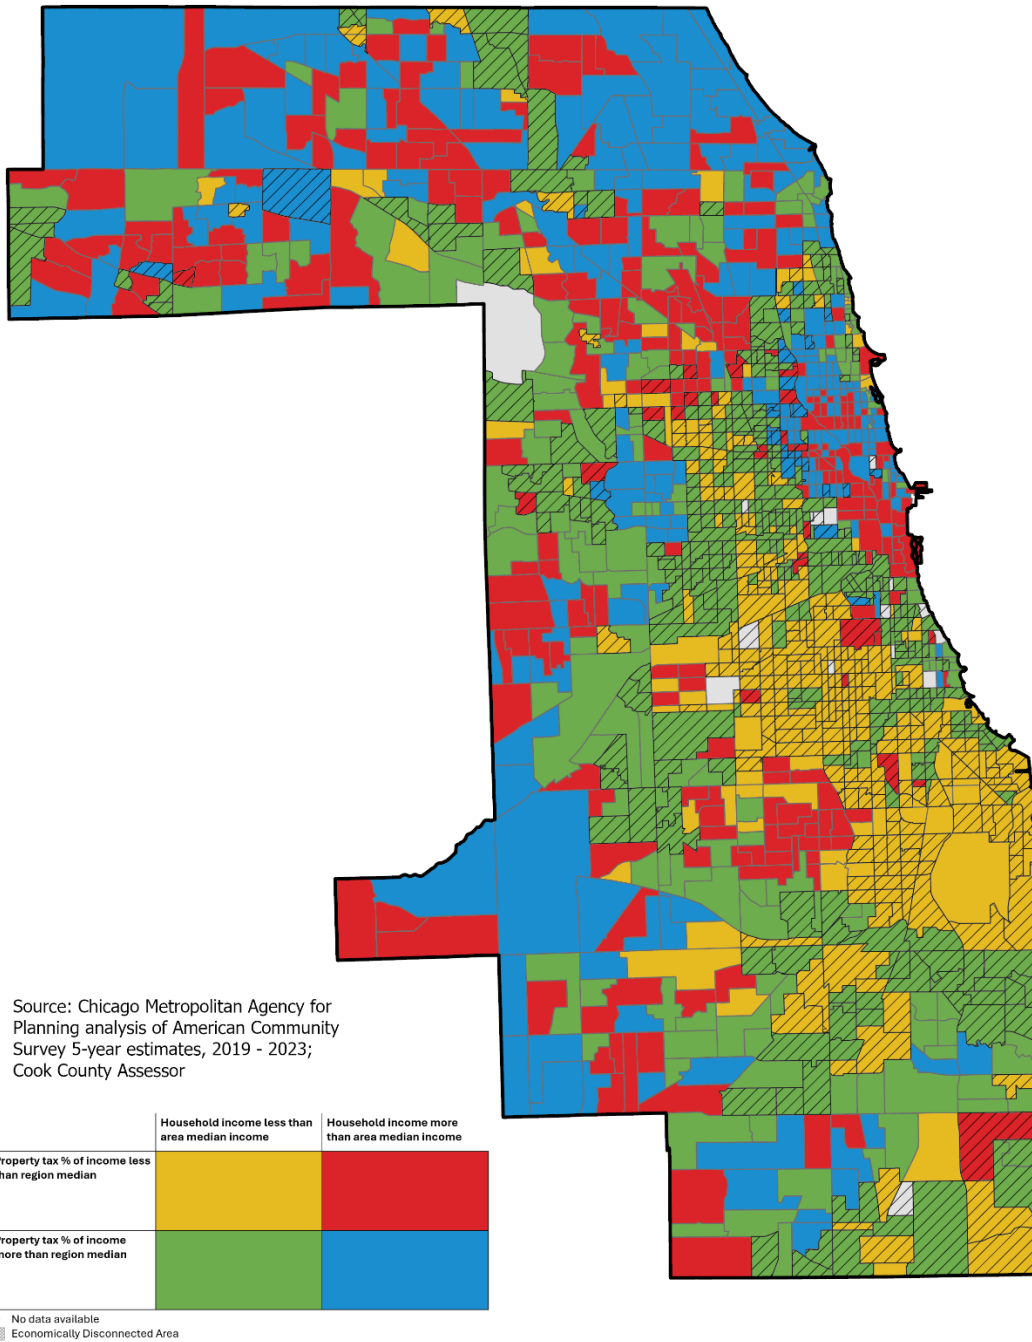 Source: Chicago Metropolitan Agency for
Planning analysis of American Community
Survey 5-year estimates, 2019 - 2023;
Cook County Assessor
Household income less than
area median income
Household income more
than area median income
roperty tax % of income less
han region median
roperty tax % of income
nore than region median
No data available
Economically Disconnected Area